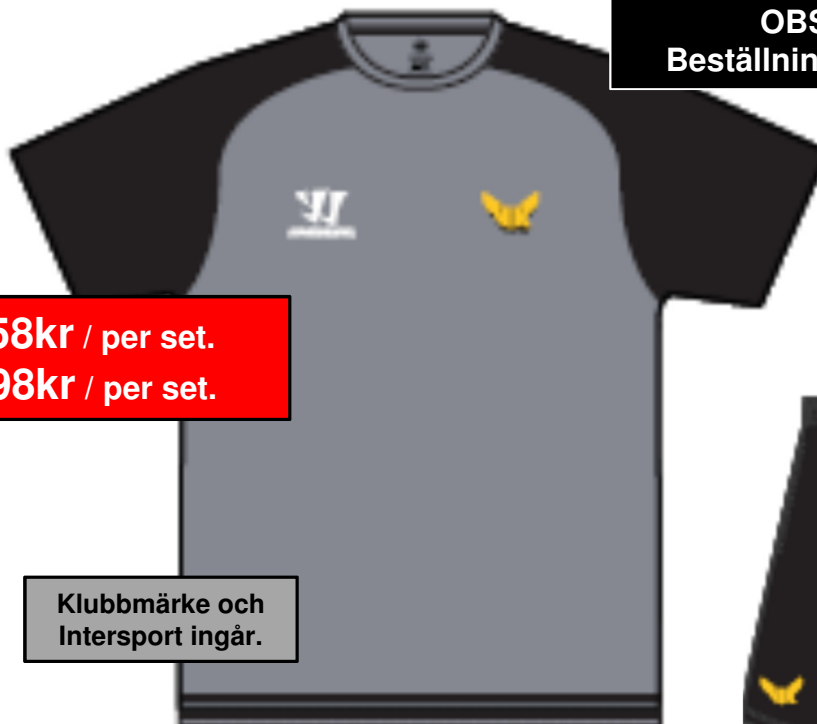 OBS
Beställnin
58kr / per set.
98kr / per set.
Klubbmärke och
Intersport ingår.